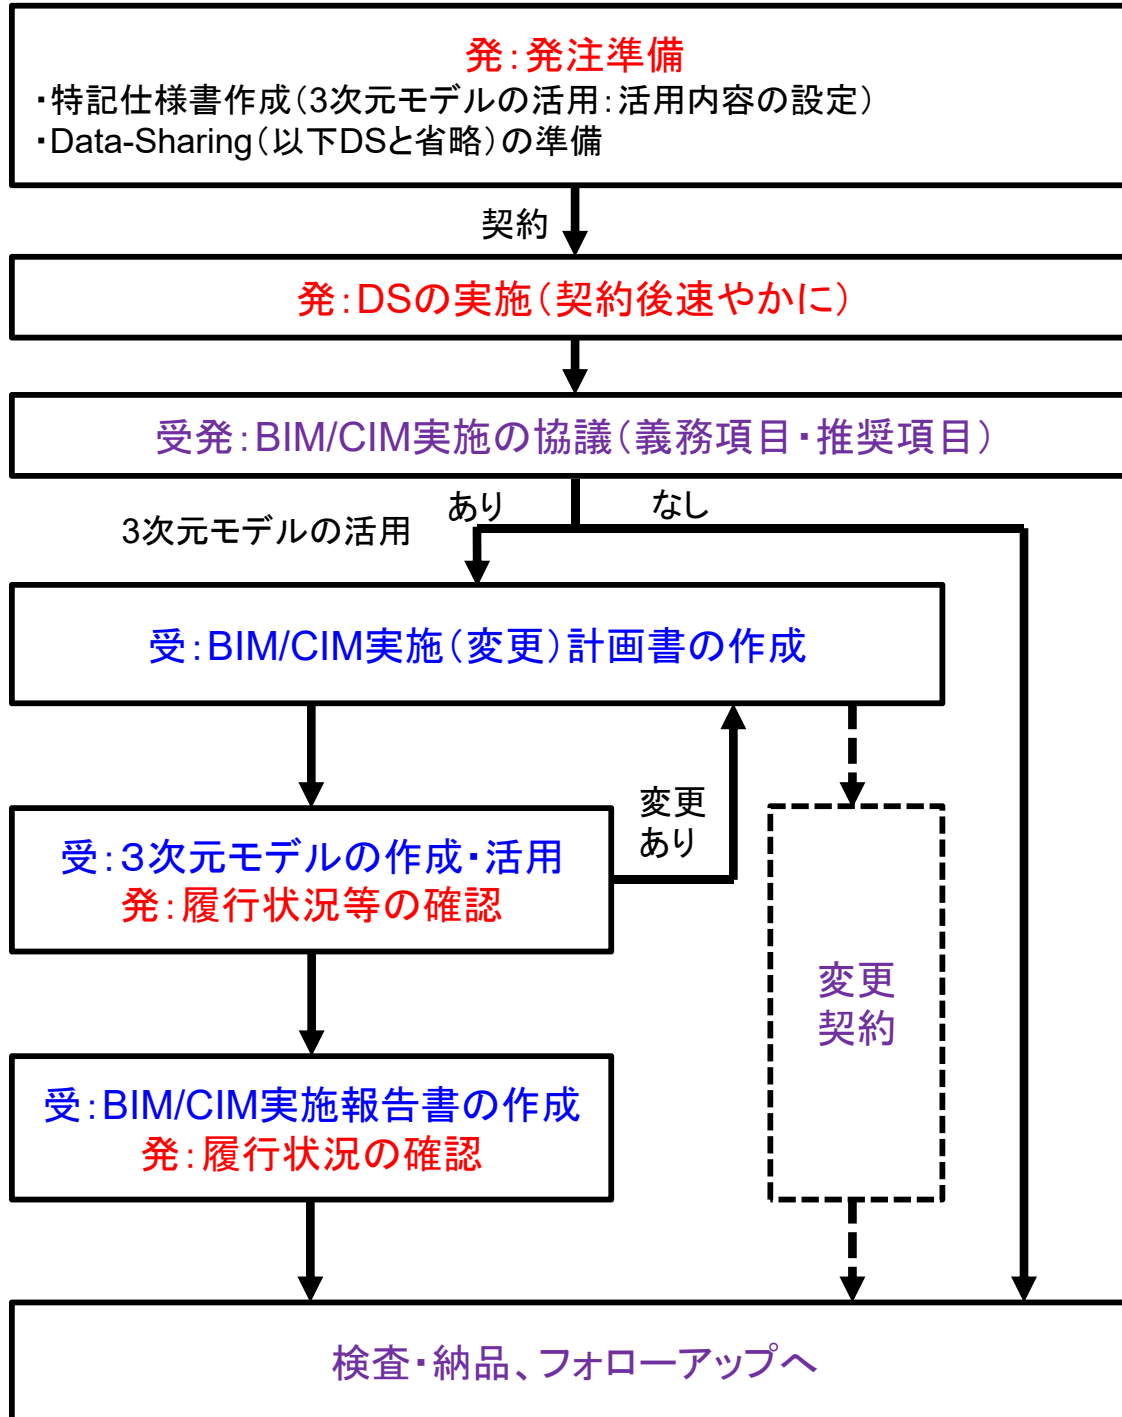 発：発注準備
・特記仕様書作成（3次元モデルの活用：活用内容の設定）
・Data-Sharing（以下DSと省略）の準備
契約
発：DSの実施（契約後速やかに）
受発：BIM/CIM実施の協議（義務項目・推奨項目）
あり
なし
3次元モデルの活用
受：BIM/CIM実施（変更）計画書の作成
変更
あり
受：３次元モデルの作成・活用
発：履行状況等の確認
変更
契約
受：BIM/CIM実施報告書の作成
発：履行状況の確認
検査・納品、フォローアップへ